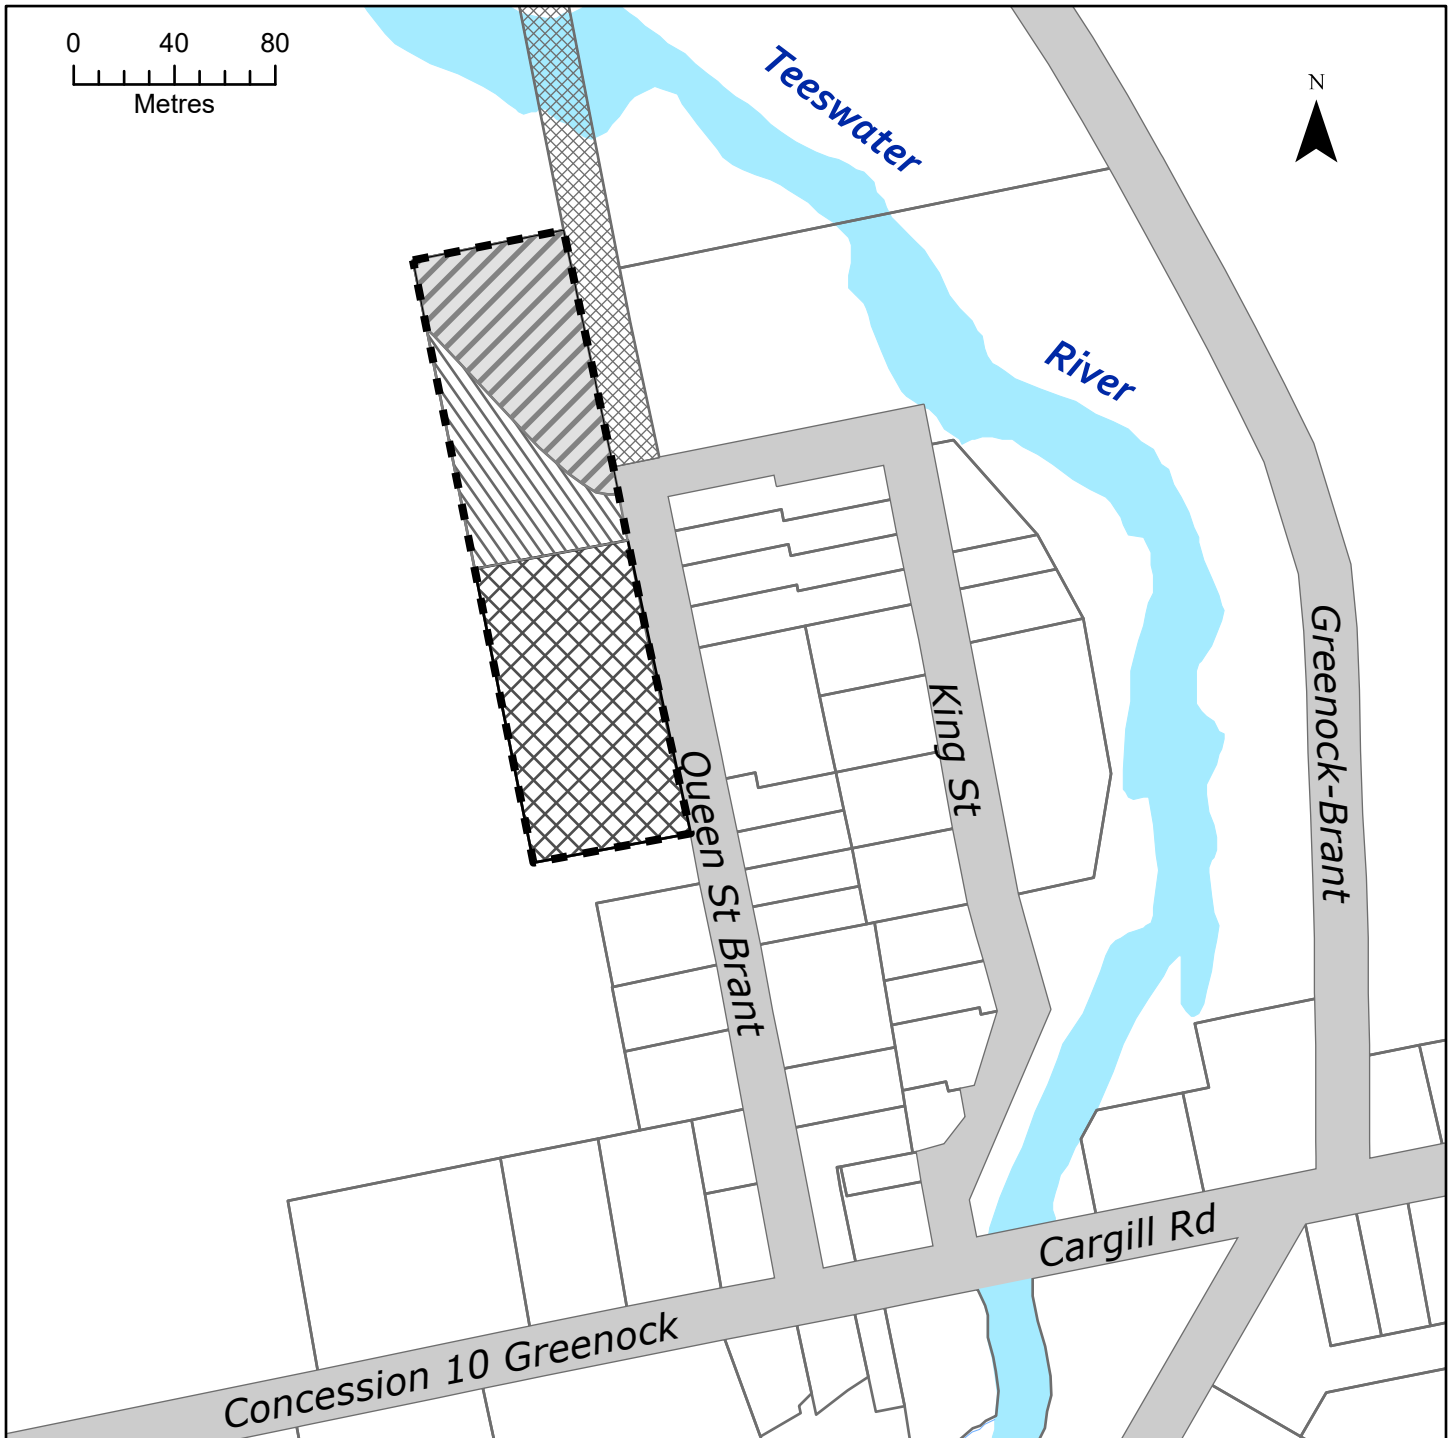 0 40 80
Metres
N
Teeswater
River
Greenock-Brant
King St
Queen St Brant
Cargill Rd
Concession 10 Greenock